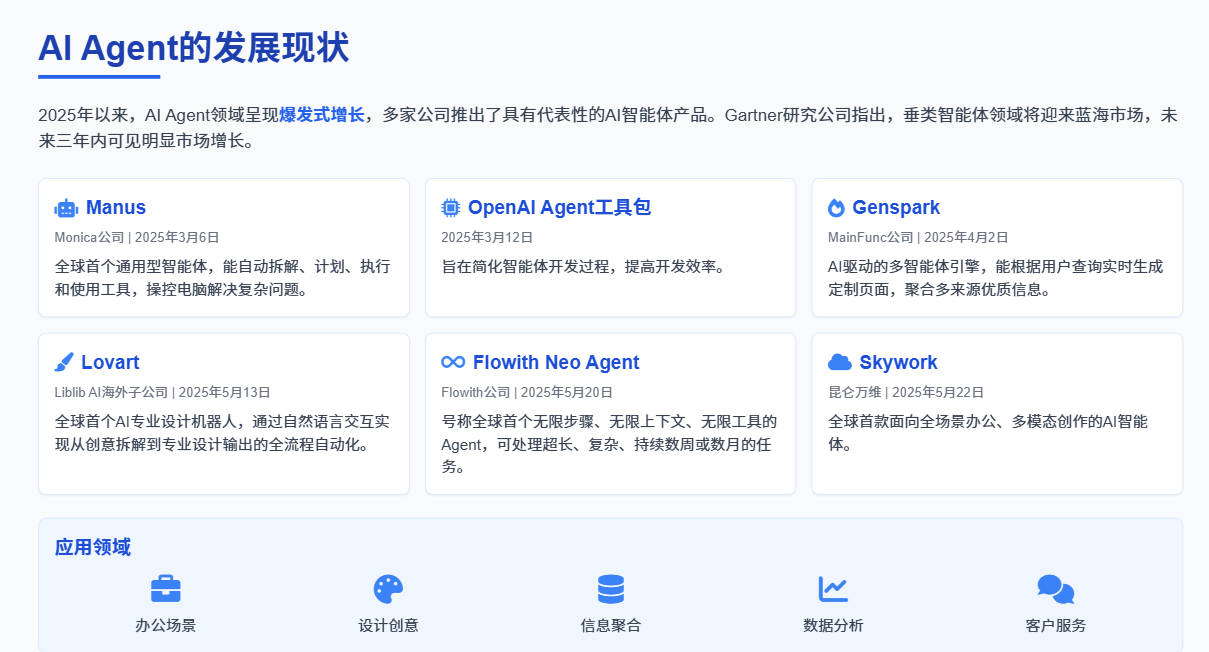 AI Agent的发展现状
2025年以来，AI Agent领域呈现爆发式增长，多家公司推出了具有代表性的AI智能体产品。Gartner研究公司指出，垂类智能体领域将迎来蓝海市场，未
来三年内可见明显市场增长。
Manus
Monica公司 | 2025年3月6日
全球首个通用型智能体，能自动拆解、计划、执行
和使用工具，操控电脑解决复杂问题。
OpenAI Agent工具包
2025年3月12日
旨在简化智能体开发过程，提高开发效率。
Genspark
MainFunc公司 | 2025年4月2日
AI驱动的多智能体引擎，能根据用户查询实时生成
定制页面，聚合多来源优质信息。
Lovart
Liblib AI海外子公司 | 2025年5月13日
全球首个AI专业设计机器人，通过自然语言交互实
现从创意拆解到专业设计输出的全流程自动化。
Flowith Neo Agent
Flowith公司 | 2025年5月20日
号称全球首个无限步骤、无限上下文、无限工具的
Agent，可处理超长、复杂、持续数周或数月的任
务。
Skywork
昆仑万维 | 2025年5月22日
全球首款面向全场景办公、多模态创作的AI智能
体。
应用领域
办公场景
设计创意
信息聚合
数据分析
客户服务